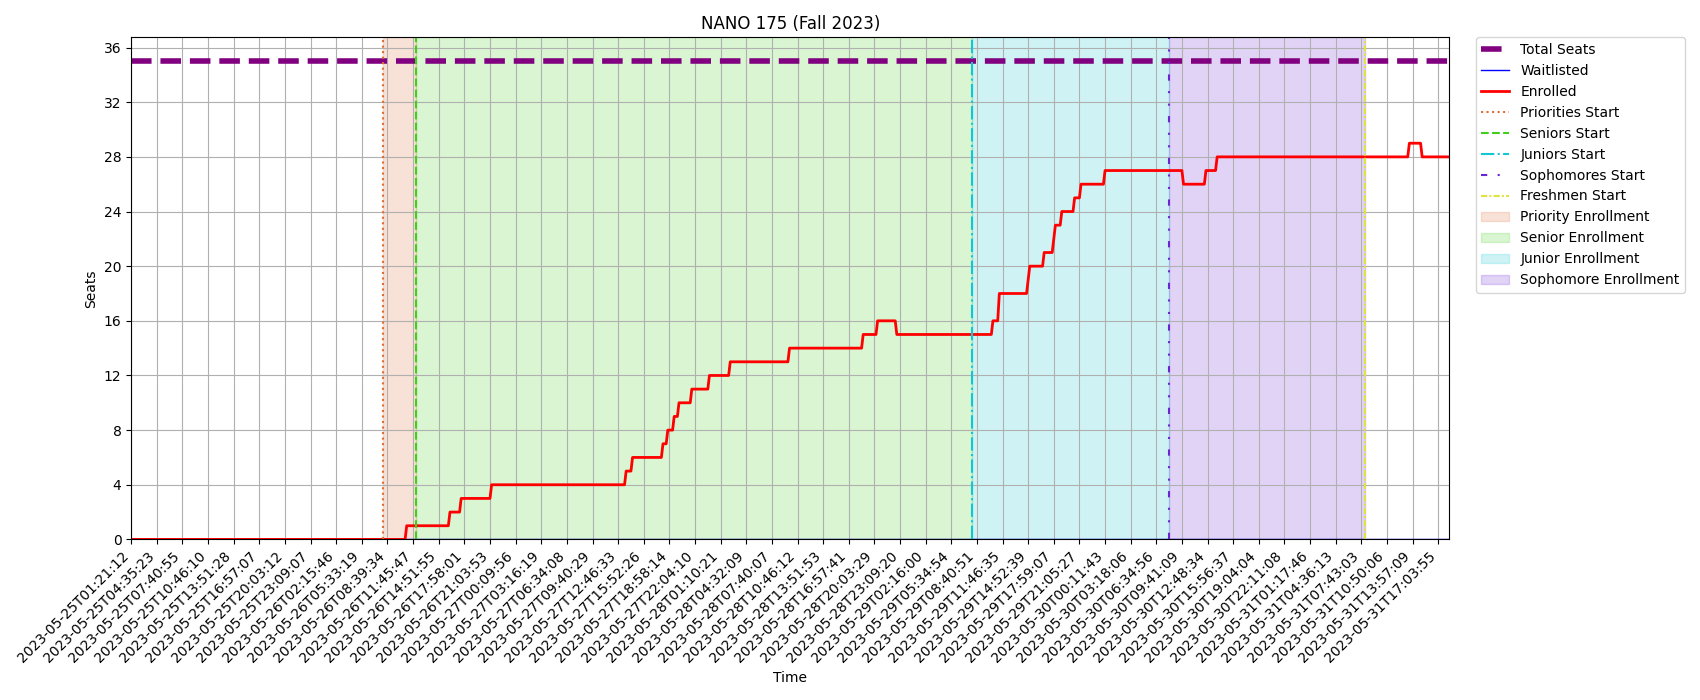 NANO 175 (Fall 2023)
Seats
36
32
28
24
20
16
12
8
4
0
2023-05-25T01:21:12
2023-05-25T04:35:23
2023-05-25T07:40:55
2023-05-25T10:46:10
2023-05-25T13:51:28
2023-05-25T16:57:07
2023-05-25T20:03:12
2023-05-25T23:09:07
2023-05-26T02:15:46
2023-05-26T05:33:19
2023-05-26T08:39:34
2023-05-26T11:45:47
2023-05-26T14:51:55
2023-05-26T17:58:01
2023-05-26T21:03:53
2023-05-27T00:09:56
2023-05-27T03:16:19
2023-05-27T06:34:08
2023-05-27T09:40:29
2023-05-27T12:46:33
2023-05-27T15:52:26
2023-05-27T18:58:14
2023-05-27T22:04:10
2023-05-28T01:10:21
2023-05-28T04:32:09
2023-05-28T07:40:07
2023-05-28T10:46:12
2023-05-28T13:51:53
2023-05-28T16:57:41
2023-05-28T20:03:29
2023-05-28T23:09:20
2023-05-29T02:16:00
2023-05-29T05:34:54
2023-05-29T08:40:51
2023-05-29T11:46:35
2023-05-29T14:52:39
2023-05-29T17:59:07
2023-05-29T21:05:27
2023-05-30T00:11:43
2023-05-30T03:18:06
2023-05-30T06:34:56
2023-05-30T09:41:09
2023-05-30T12:48:34
2023-05-30T15:56:37
2023-05-30T19:04:04
2023-05-30T22:11:08
2023-05-31T01:17:46
2023-05-31T04:36:13
2023-05-31T07:43:03
2023-05-31T10:50:06
2023-05-31T13:57:09
2023-05-31T17:03:55
Time
Total Seats
Waitlisted
Enrolled
Priorities Start
Seniors Start
Juniors Start
Sophomores Start
Freshmen Start
Priority Enrollment
Senior Enrollment
Junior Enrollment
Sophomore Enrollment